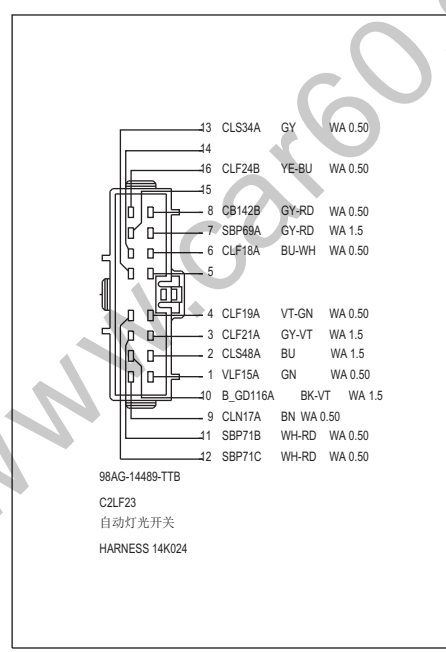 13 CLS34A GY WA 0.50
14
16 CLF24B YE-BU WA 0.50
15
8 CB142B GY-RD WA 0.50
7 SBP69A GY-RD WA 1.5
6 CLF18A BU-WH WA 0.50
5
4 CLF19A VT-GN WA 0.50
3 CLF21A GY-VT WA 1.5
2 CLS48A BU WA 1.5
1 VLF15A GN WA 0.50
10 B_GD116A BK-VT WA 1.5
9 CLN17A BN WA 0.50
11 SBP71B WH-RD WA 0.50
12 SBP71C WH-RD WA 0.50
98AG-14489-TTB
C2LF23
自动灯光开关
HARNESS 14K024
www.car60